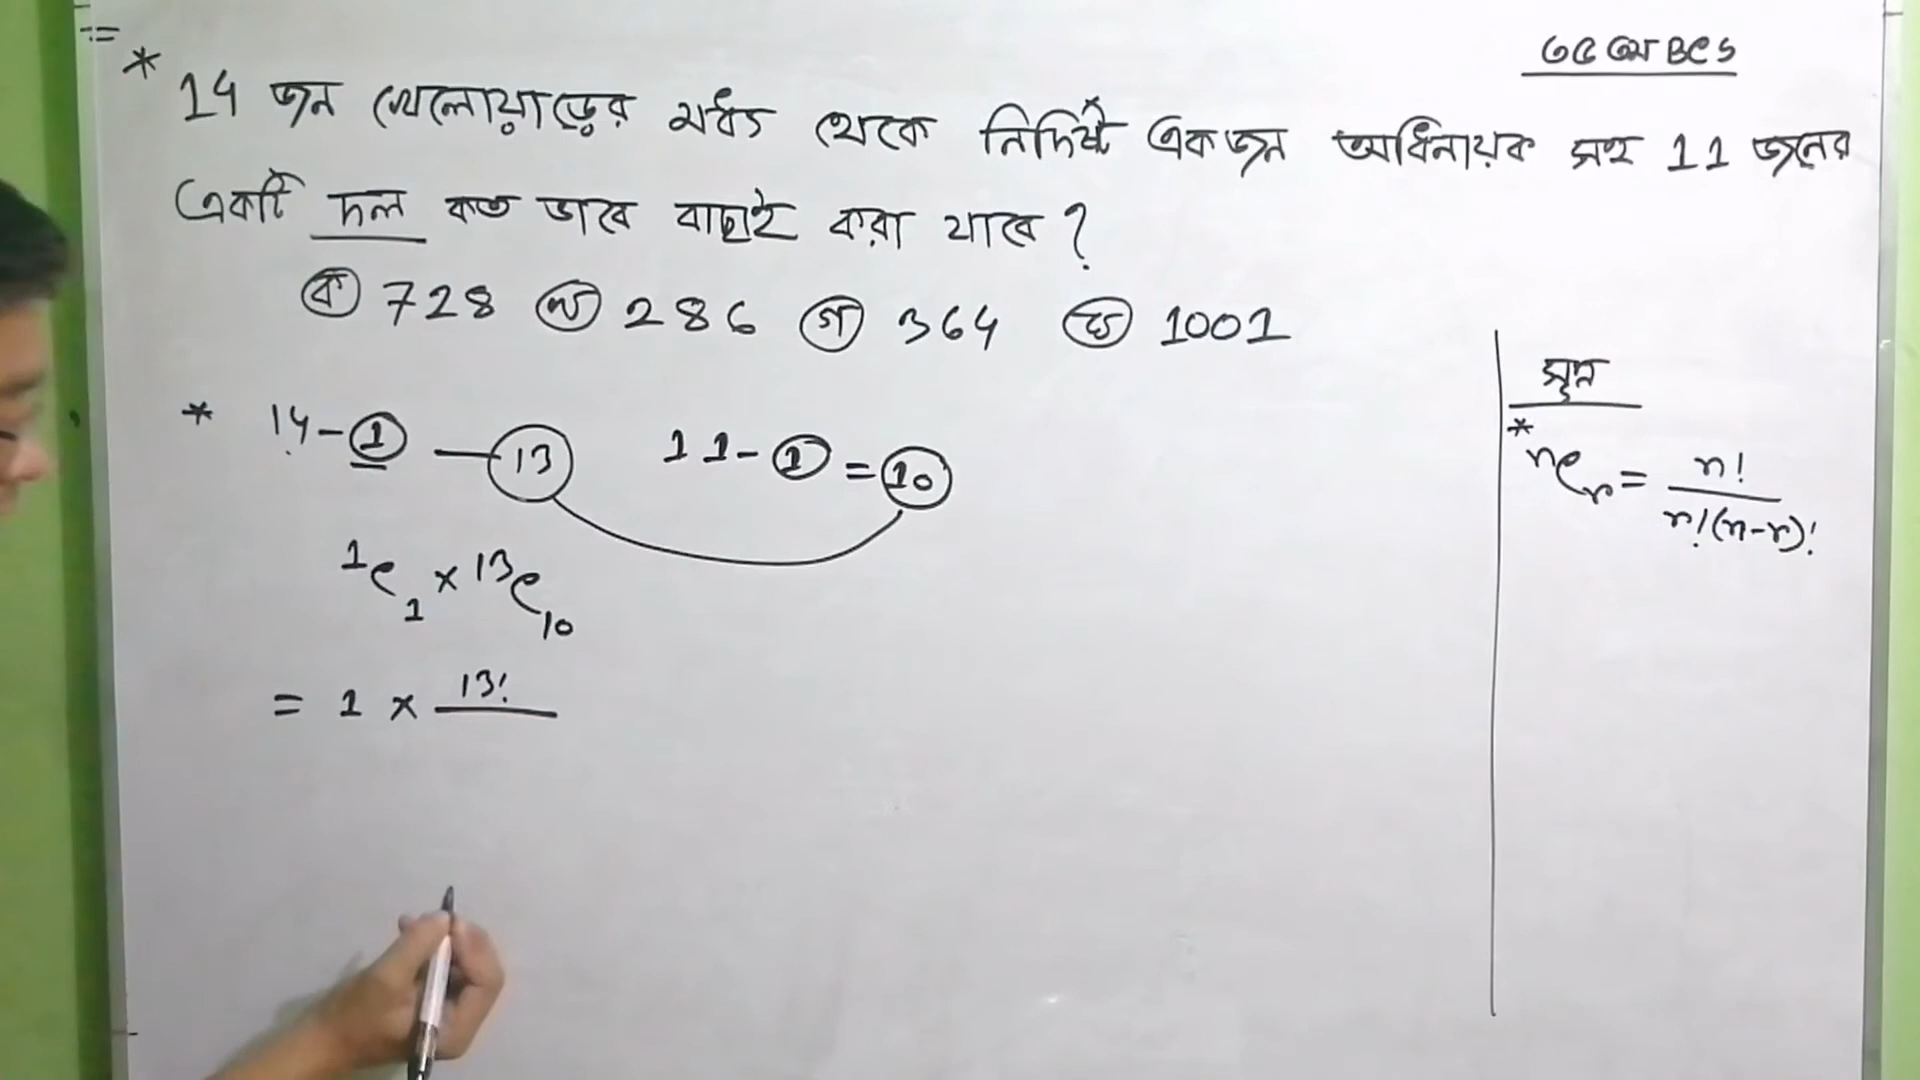 ৩৫ তম BCS
* 14 জন খেলোয়াড়ের মধ্যে থেকে নির্দিষ্ট একজন অধিনায়ক সহ 11 জনের
একটি দল কত ভাবে বাছাই করা যাবে ?
ক 728 খ 286 গ 364 ঘ 1001
* 14-1 — 13 11-1 = 10
¹C₁ × ¹³C₁₀
= 1 × 13!
সূত্র
* ⁿCᵣ = n! / r!(n-r)!